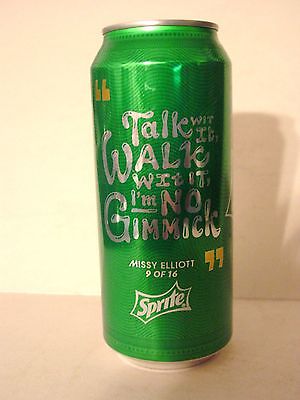 "
Talk WIT
It,
WALK
WIT IT,
I'm NO
GIMMICK
"
MISSY ELLIOTT
9 OF 16
Sprite